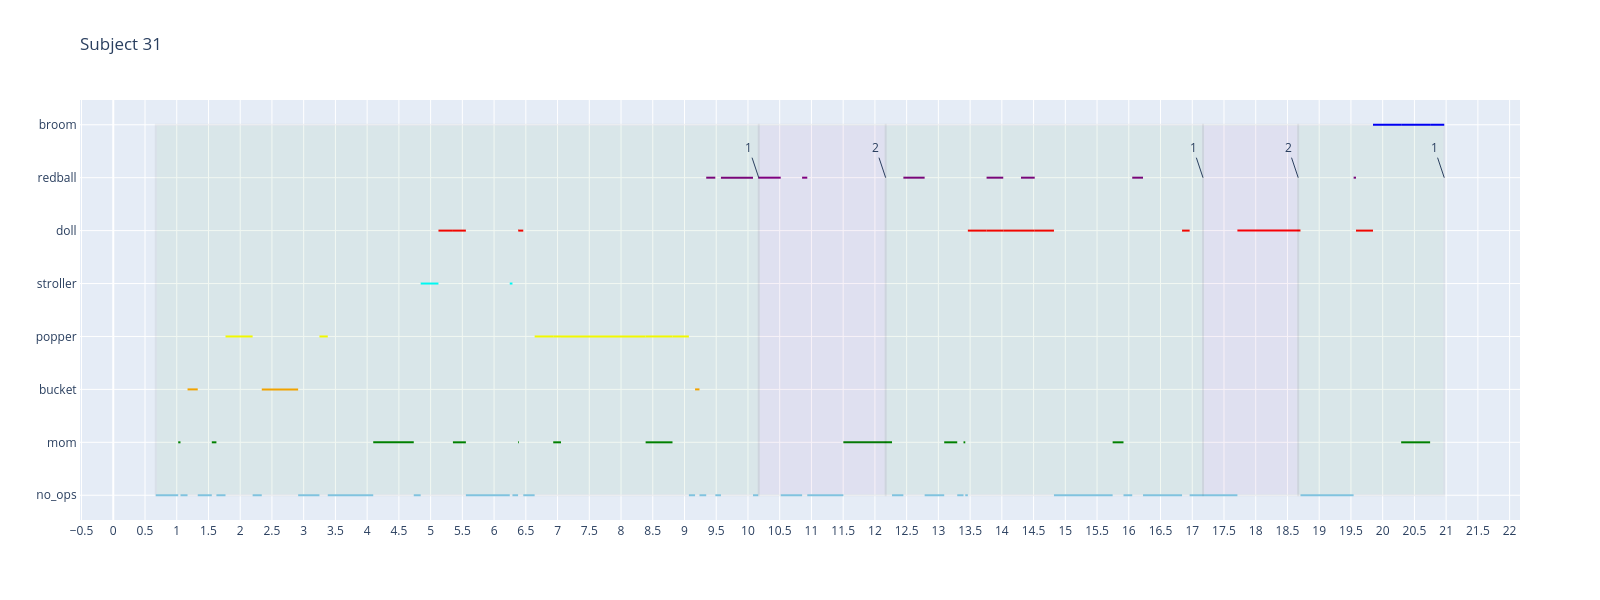 Subject 31
broom
1 2 1 2 1
redball
doll
stroller
popper
bucket
mom
no_ops
−0.5 0 0.5 1 1.5 2 2.5 3 3.5 4 4.5 5 5.5 6 6.5 7 7.5 8 8.5 9 9.5 10 10.5 11 11.5 12 12.5 13 13.5 14 14.5 15 15.5 16 16.5 17 17.5 18 18.5 19 19.5 20 20.5 21 21.5 22